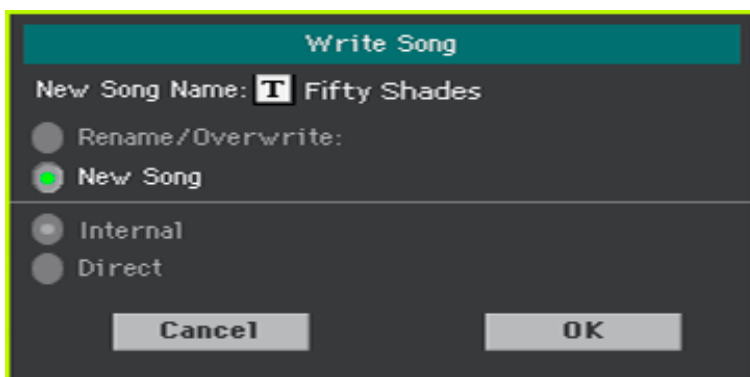 Write Song
New Song Name: T Fifty Shades
Rename/Overwrite:
New Song
Internal
Direct
Cancel OK